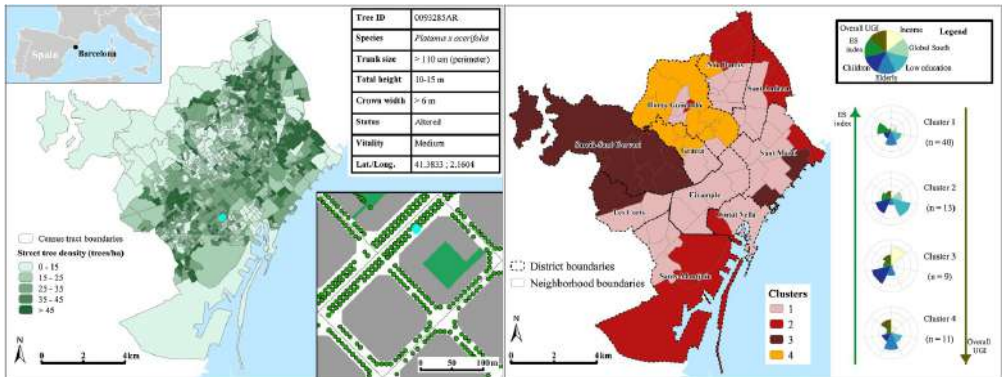 Spain
Barcelona
Tree ID 0093285AR
Species Platanus x acerifolia
Trunk size > 110 cm (perimeter)
Total height 10-15 m
Crown width > 6 m
Status Altered
Vitality Medium
Lat./Long. 41.3833 ; 2.1604
Census tract boundaries
Street tree density (trees/ha)
0 - 15
15 - 25
25 - 35
35 - 45
> 45
N
0 2 4 km
0 50 100 m
Nou Barris
Sant Andreu
Horta-Guinardó
Gràcia
Sarrià-Sant Gervasi
Sant Martí
Eixample
Les Corts
Ciutat Vella
Sants-Montjuïc
District boundaries
Neighborhood boundaries
Clusters
1
2
3
4
N
0 2 4 km
Legend
Overall UGI
Income
ES
index
Global South
Children
Low education
Elderly
ES
index
Cluster 1
(n = 40)
Cluster 2
(n = 13)
Cluster 3
(n = 9)
Cluster 4
(n = 11)
Overall
UGI